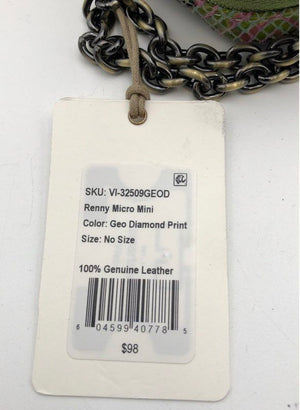 SKU: VI-32509GEOD
Renny Micro Mini
Color: Geo Diamond Print
Size: No Size
100% Genuine Leather
6 04599 40778 5
$98